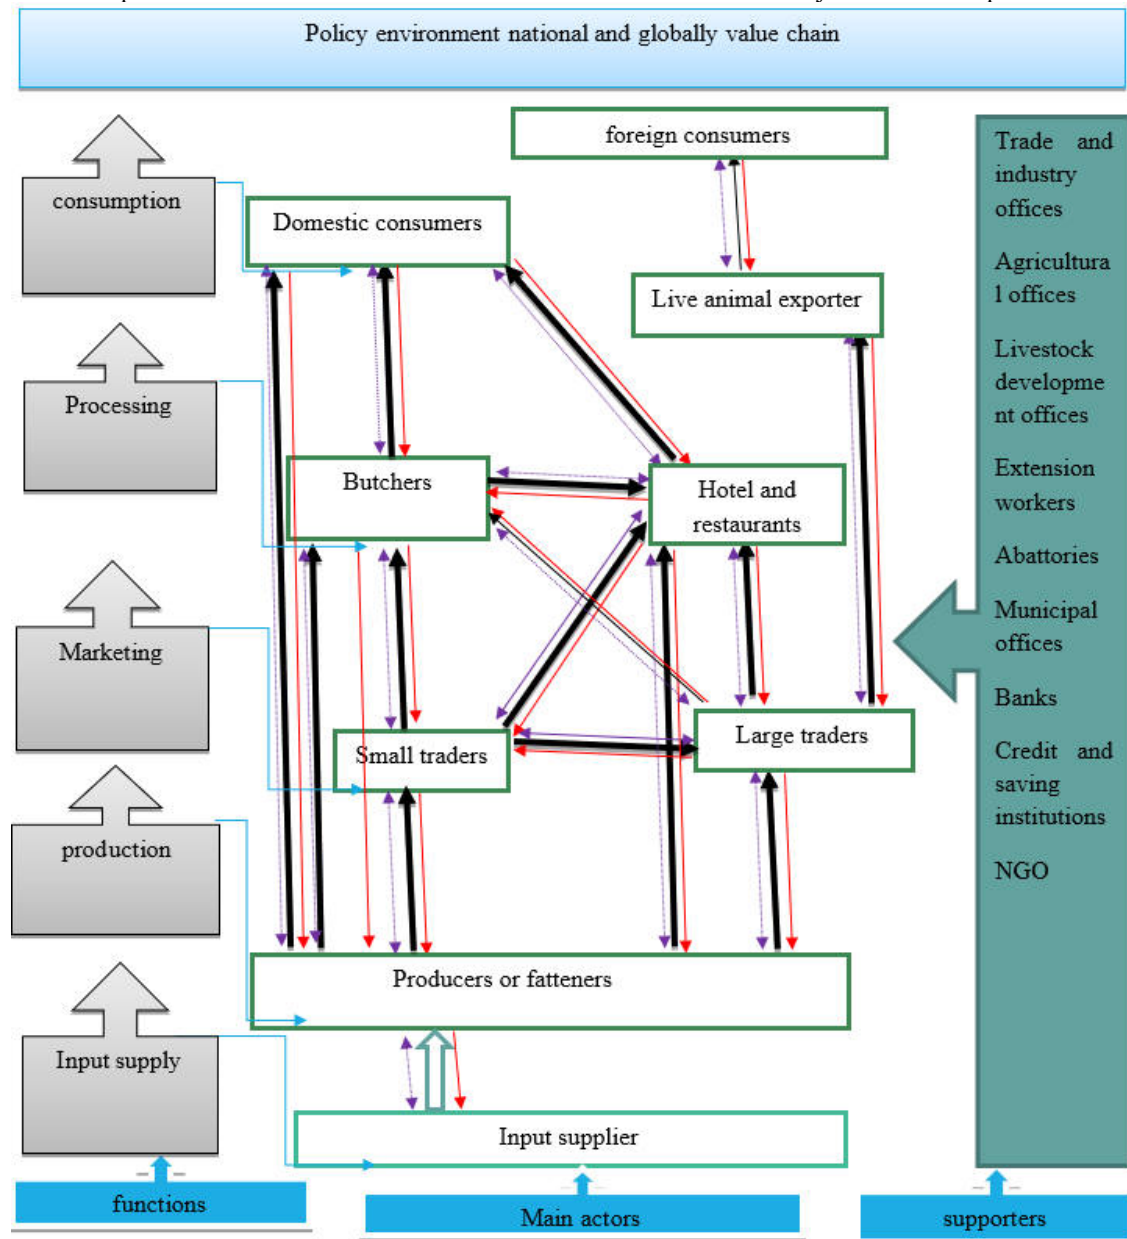 Policy environment national and globally value chain
foreign consumers
consumption
Domestic consumers
Live animal exporter
Processing
Butchers
Hotel and
restaurants
Marketing
Small traders
Large traders
production
Producers or fatteners
Input supply
Input supplier
Trade and
industry
offices
Agricultura
l offices
Livestock
developme
nt offices
Extension
workers
Abattories
Municipal
offices
Banks
Credit and
saving
institutions
NGO
functions
Main actors
supporters